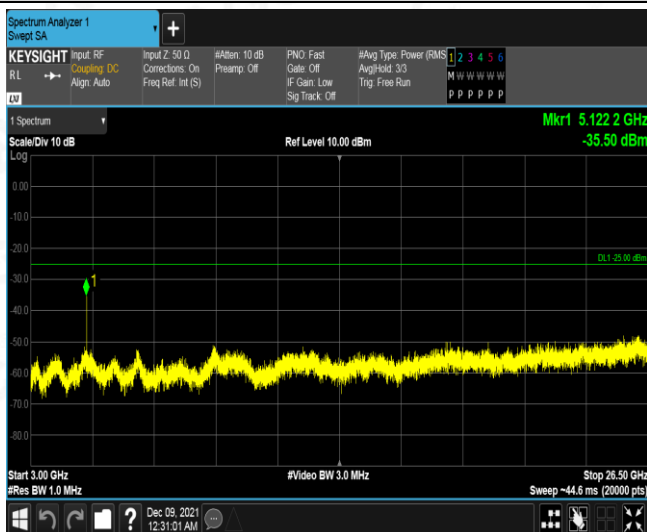 Spectrum Analyzer 1
Swept SA
+
KEYSIGHT Input: RF Input Z: 50 Ω #Atten: 10 dB PNO: Fast #Avg Type: Power (RMS 1 2 3 4 5 6
RL Coupling: DC Corrections: On Preamp: Off Gate: Off Avg|Hold: 3/3 M W W W W W
Align: Auto Freq Ref: Int (S) IF Gain: Low Trig: Free Run
Sig Track: Off P P P P P P
LXI
1 Spectrum Mkr1 5.122 2 GHz
Scale/Div 10 dB Ref Level 10.00 dBm -35.50 dBm
Log
0.00
-10.0
-20.0
DL1 -25.00 dBm
-30.0
1
-40.0
-50.0
-60.0
-70.0
-80.0
Start 3.00 GHz #Video BW 3.0 MHz Stop 26.50 GHz
#Res BW 1.0 MHz Sweep ~44.6 ms (20000 pts)
? Dec 09, 2021
12:31:01 AM